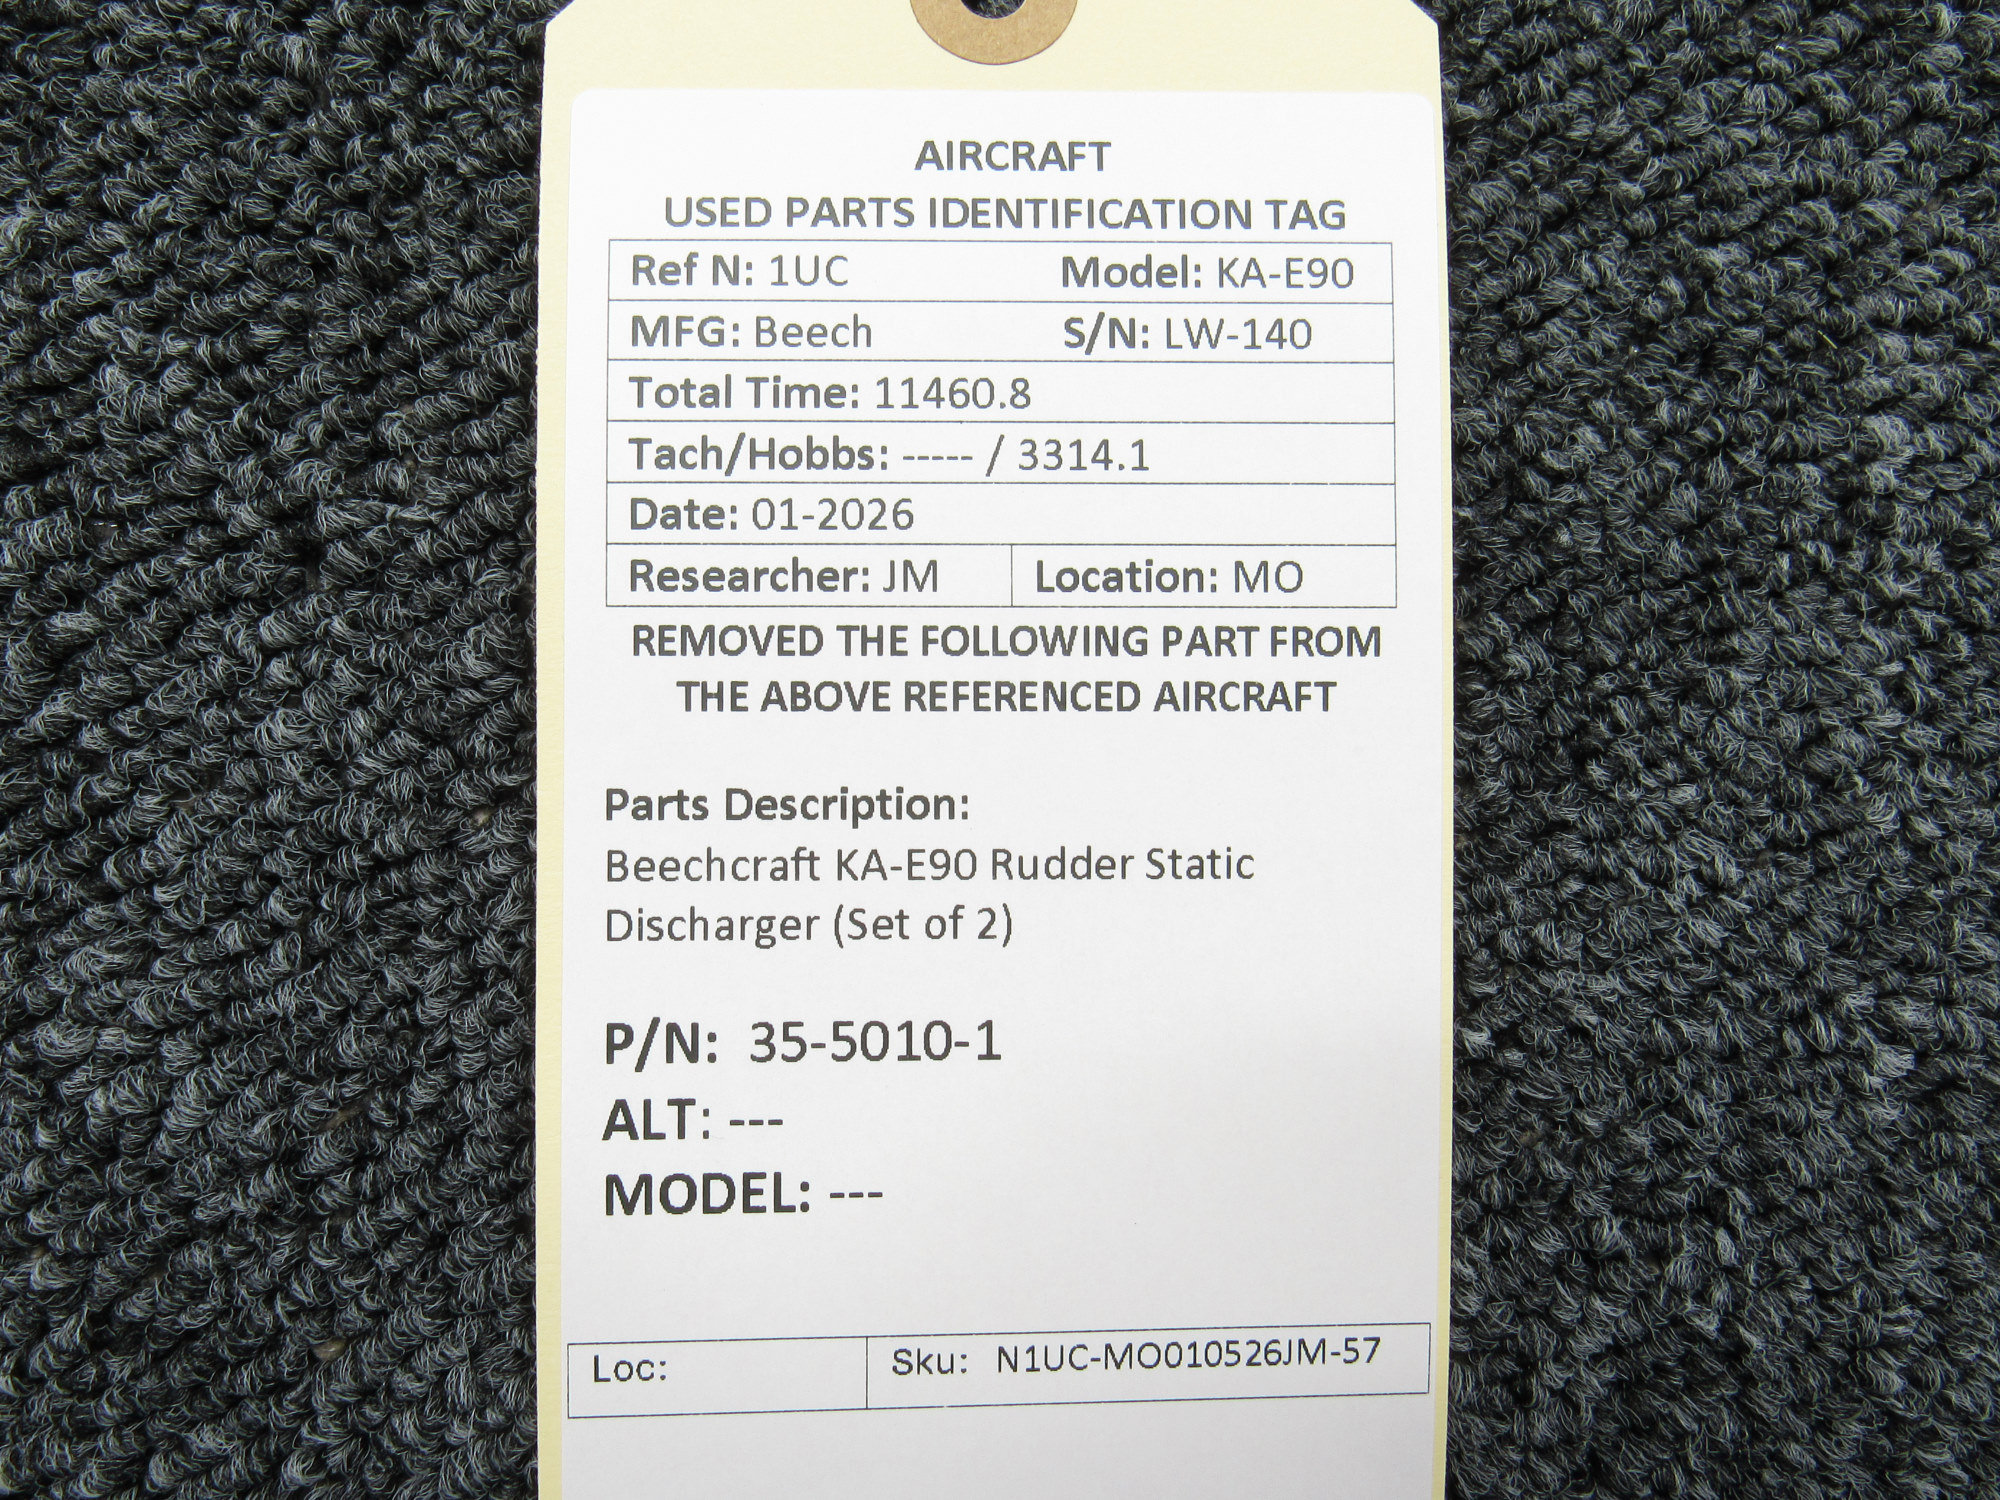 AIRCRAFT
USED PARTS IDENTIFICATION TAG
Ref N: 1UC Model: KA-E90
MFG: Beech S/N: LW-140
Total Time: 11460.8
Tach/Hobbs: ----- / 3314.1
Date: 01-2026
Researcher: JM Location: MO
REMOVED THE FOLLOWING PART FROM
THE ABOVE REFERENCED AIRCRAFT
Parts Description:
Beechcraft KA-E90 Rudder Static
Discharger (Set of 2)
P/N: 35-5010-1
ALT: ---
MODEL: ---
Loc: Sku: N1UC-MO010526JM-57